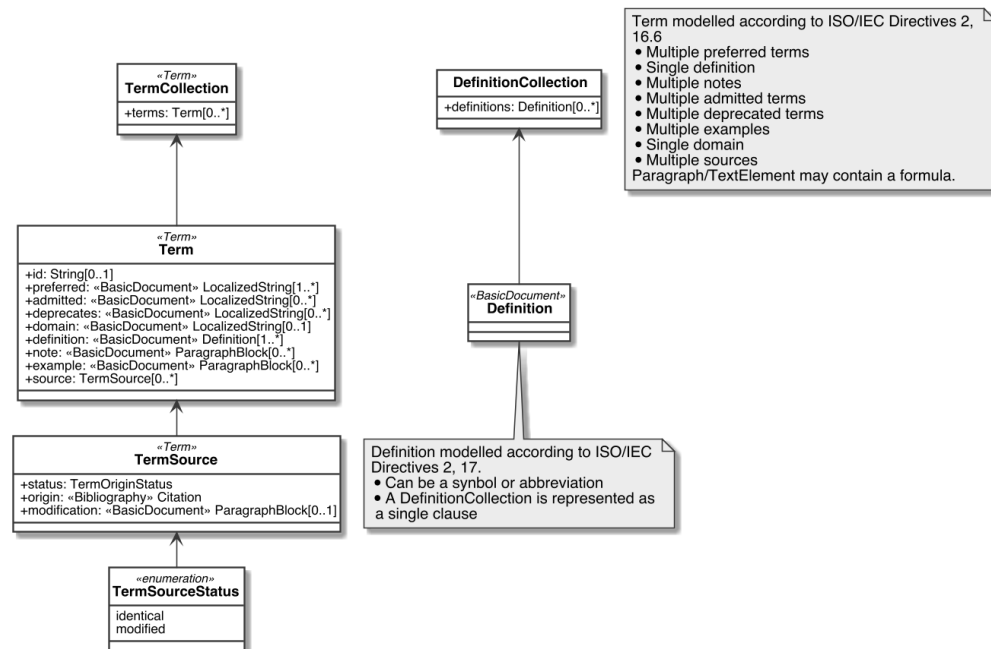 «Term»
TermCollection
+terms: Term[0..*]
«Term»
Term
+id: String[0..1]
+preferred: «BasicDocument» LocalizedString[1..*]
+admitted: «BasicDocument» LocalizedString[0..*]
+deprecates: «BasicDocument» LocalizedString[0..*]
+domain: «BasicDocument» LocalizedString[0..1]
+definition: «BasicDocument» Definition[1..*]
+note: «BasicDocument» ParagraphBlock[0..*]
+example: «BasicDocument» ParagraphBlock[0..*]
+source: TermSource[0..*]
«Term»
TermSource
+status: TermOriginStatus
+origin: «Bibliography» Citation
+modification: «BasicDocument» ParagraphBlock[0..1]
«enumeration»
TermSourceStatus
identical
modified
DefinitionCollection
+definitions: Definition[0..*]
«BasicDocument»
Definition
Definition modelled according to ISO/IEC
Directives 2, 17.
• Can be a synbol or abbreviation
• A DefinitionCollection is represented as
a single clause
Term modelled according to ISO/IEC Directives 2,
16.6
• Multiple preferred terms
• Single definition
• Multiple notes
• Multiple admitted terms
• Multiple deprecated terms
• Multiple examples
• Single domain
• Multiple sources
Paragraph/TextElement may contain a formula.